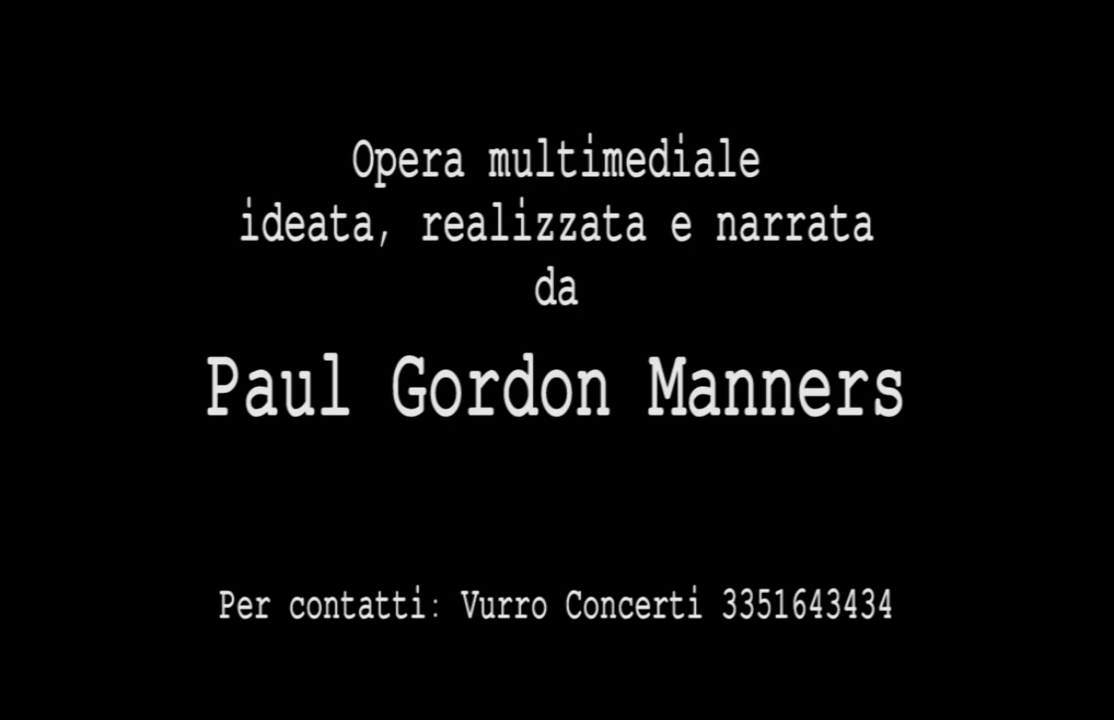 Opera multimediale
ideata, realizzata e narrata
da
Paul Gordon Manners
Per contatti: Vurro Concerti 3351643434